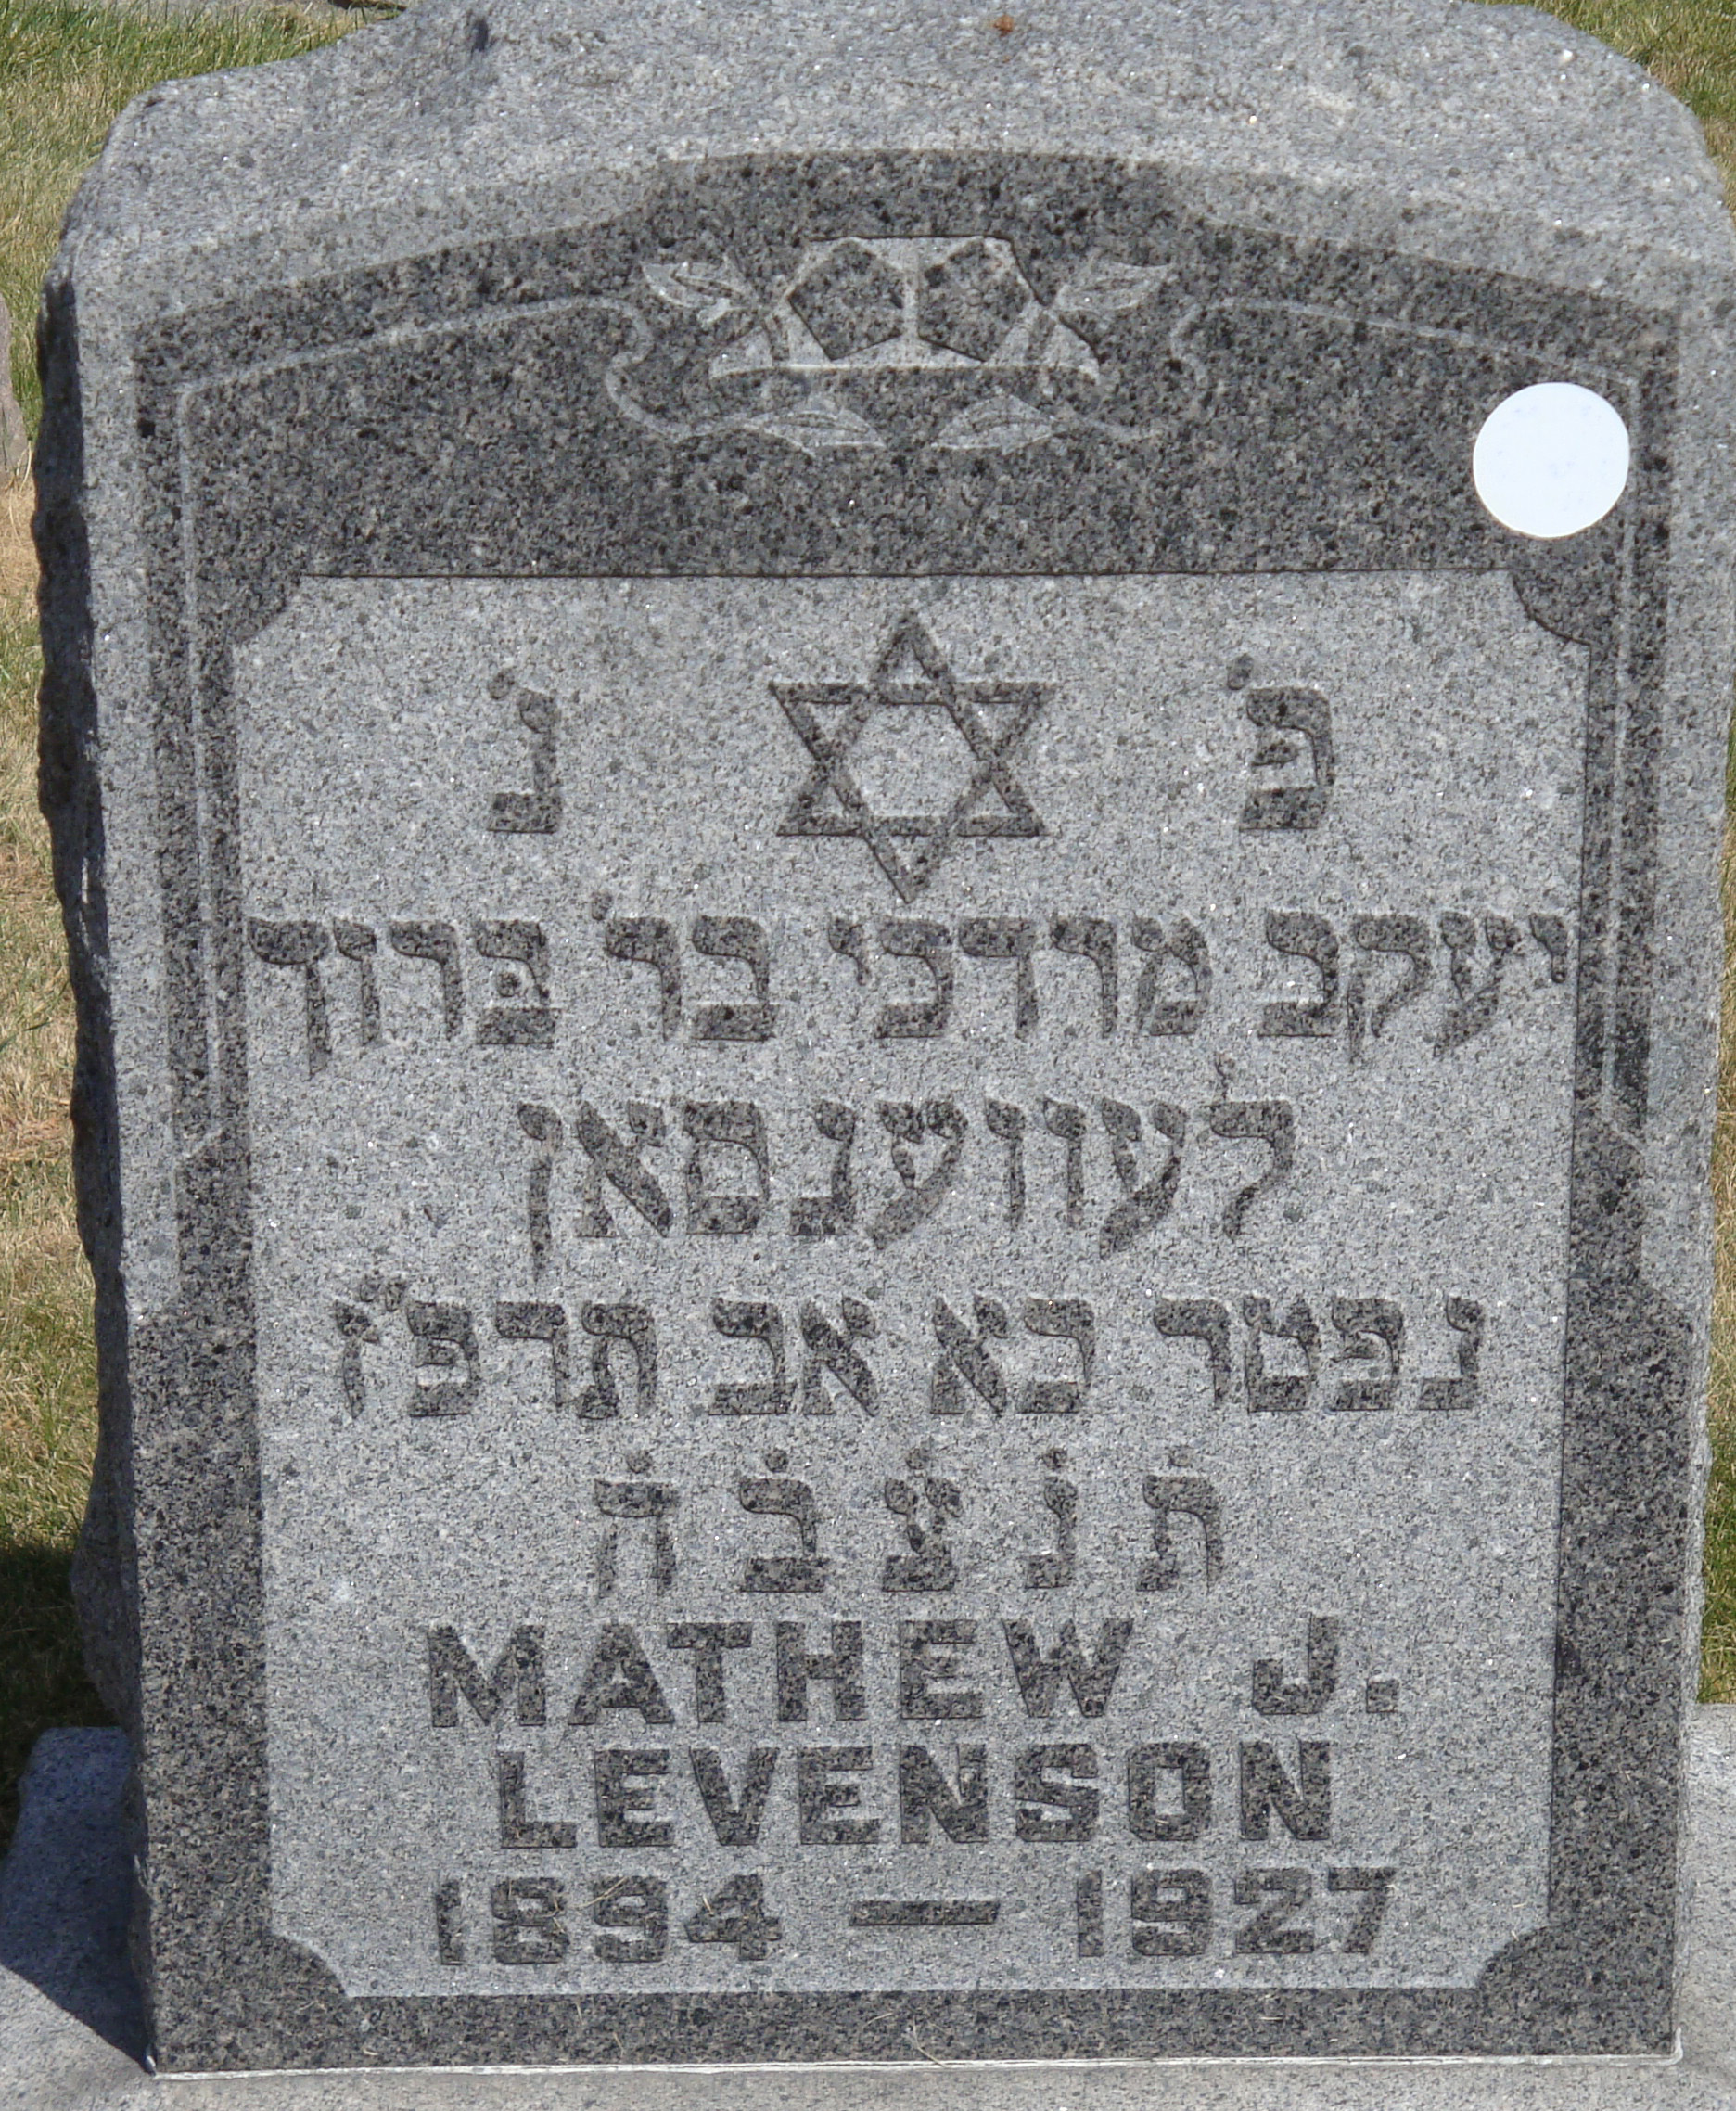 פ' נ'
יעקב מרדכי בר' ברוך
לעווענסאן
נפטר כא אב תרפ"ז
ת' נ' צ' ב' ה'
MATHEW J.
LEVENSON
1894 — 1927